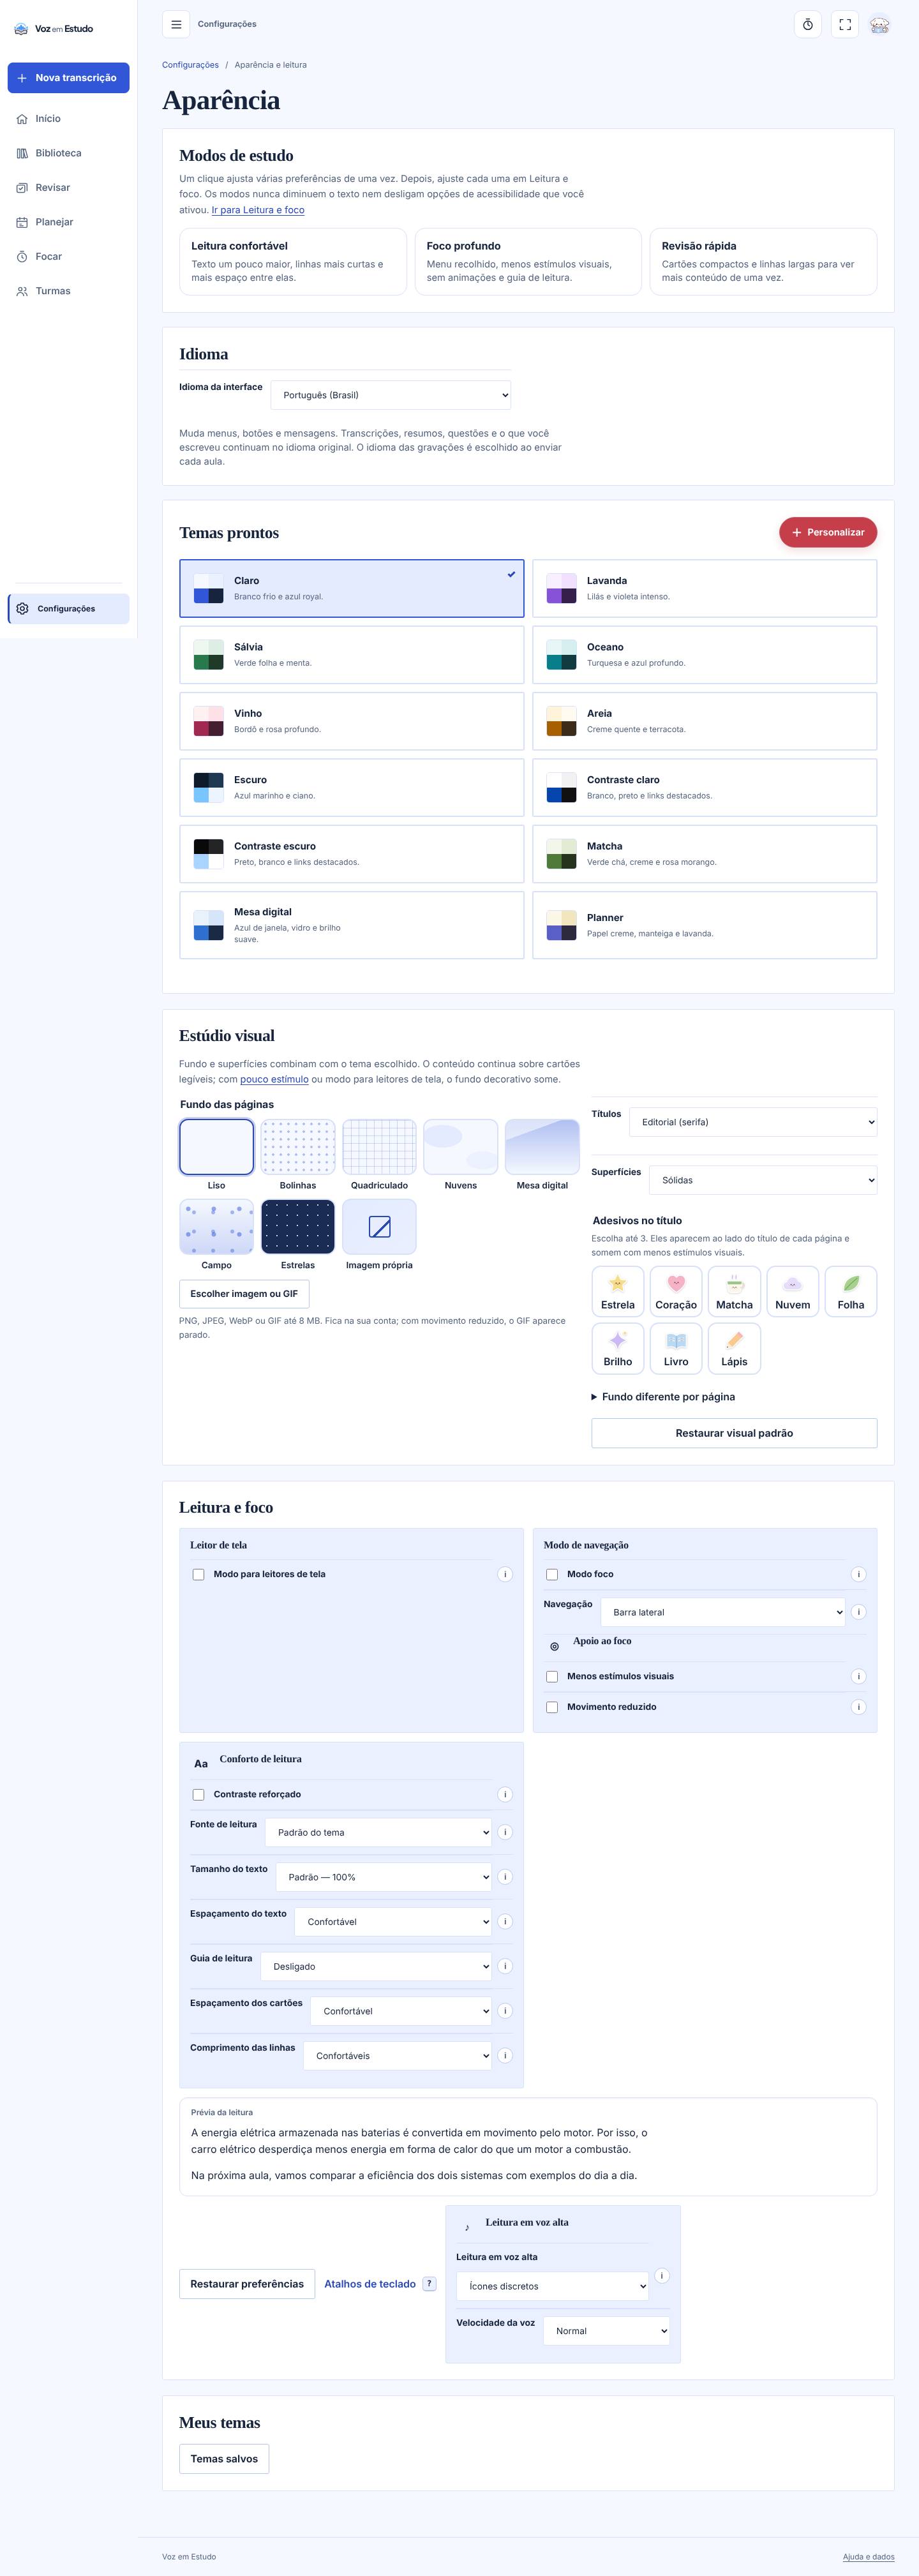 Voz em Estudo
Nova transcrição
Início
Biblioteca
Revisar
Planejar
Focar
Turmas
Configurações
Configurações
Configurações / Aparência e leitura
Aparência
Modos de estudo
Um clique ajusta várias preferências de uma vez. Depois, ajuste cada uma em Leitura e
foco. Os modos nunca diminuem o texto nem desligam opções de acessibilidade que você
ativou. Ir para Leitura e foco
Leitura confortável
Texto um pouco maior, linhas mais curtas e
mais espaço entre elas.
Foco profundo
Menu recolhido, menos estímulos visuais,
sem animações e guia de leitura.
Revisão rápida
Cartões compactos e linhas largas para ver
mais conteúdo de uma vez.
Idioma
Idioma da interface
Português (Brasil)
Muda menus, botões e mensagens. Transcrições, resumos, questões e o que você
escreveu continuam no idioma original. O idioma das gravações é escolhido ao enviar
cada aula.
Temas prontos
Personalizar
Claro
Branco frio e azul royal.
Lavanda
Lilás e violeta intenso.
Sálvia
Verde folha e menta.
Oceano
Turquesa e azul profundo.
Vinho
Bordô e rosa profundo.
Areia
Creme quente e terracota.
Escuro
Azul marinho e ciano.
Contraste claro
Branco, preto e links destacados.
Contraste escuro
Preto, branco e links destacados.
Matcha
Verde chá, creme e rosa morango.
Mesa digital
Azul de janela, vidro e brilho
suave.
Planner
Papel creme, manteiga e lavanda.
Estúdio visual
Fundo e superfícies combinam com o tema escolhido. O conteúdo continua sobre cartões
legíveis; com pouco estímulo ou modo para leitores de tela, o fundo decorativo some.
Fundo das páginas
Liso
Bolinhas
Quadriculado
Nuvens
Mesa digital
Campo
Estrelas
Imagem própria
Escolher imagem ou GIF
PNG, JPEG, WebP ou GIF até 8 MB. Fica na sua conta; com movimento reduzido, o GIF aparece
parado.
Títulos
Editorial (serifa)
Superfícies
Sólidas
Adesivos no título
Escolha até 3. Eles aparecem ao lado do título de cada página e
somem com menos estímulos visuais.
Estrela
Coração
Matcha
Nuvem
Folha
Brilho
Livro
Lápis
Fundo diferente por página
Restaurar visual padrão
Leitura e foco
Leitor de tela
Modo para leitores de tela
i
Modo de navegação
Modo foco
i
Navegação
Barra lateral
i
Apoio ao foco
Menos estímulos visuais
i
Movimento reduzido
i
Aa
Conforto de leitura
Contraste reforçado
i
Fonte de leitura
Padrão do tema
i
Tamanho do texto
Padrão — 100%
i
Espaçamento do texto
Confortável
i
Guia de leitura
Desligado
i
Espaçamento dos cartões
Confortável
i
Comprimento das linhas
Confortáveis
i
Prévia da leitura
A energia elétrica armazenada nas baterias é convertida em movimento pelo motor. Por isso, o
carro elétrico desperdiça menos energia em forma de calor do que um motor a combustão.
Na próxima aula, vamos comparar a eficiência dos dois sistemas com exemplos do dia a dia.
Restaurar preferências
Atalhos de teclado ?
♪
Leitura em voz alta
Leitura em voz alta
Ícones discretos
i
Velocidade da voz
Normal
Meus temas
Temas salvos
Voz em Estudo
Ajuda e dados